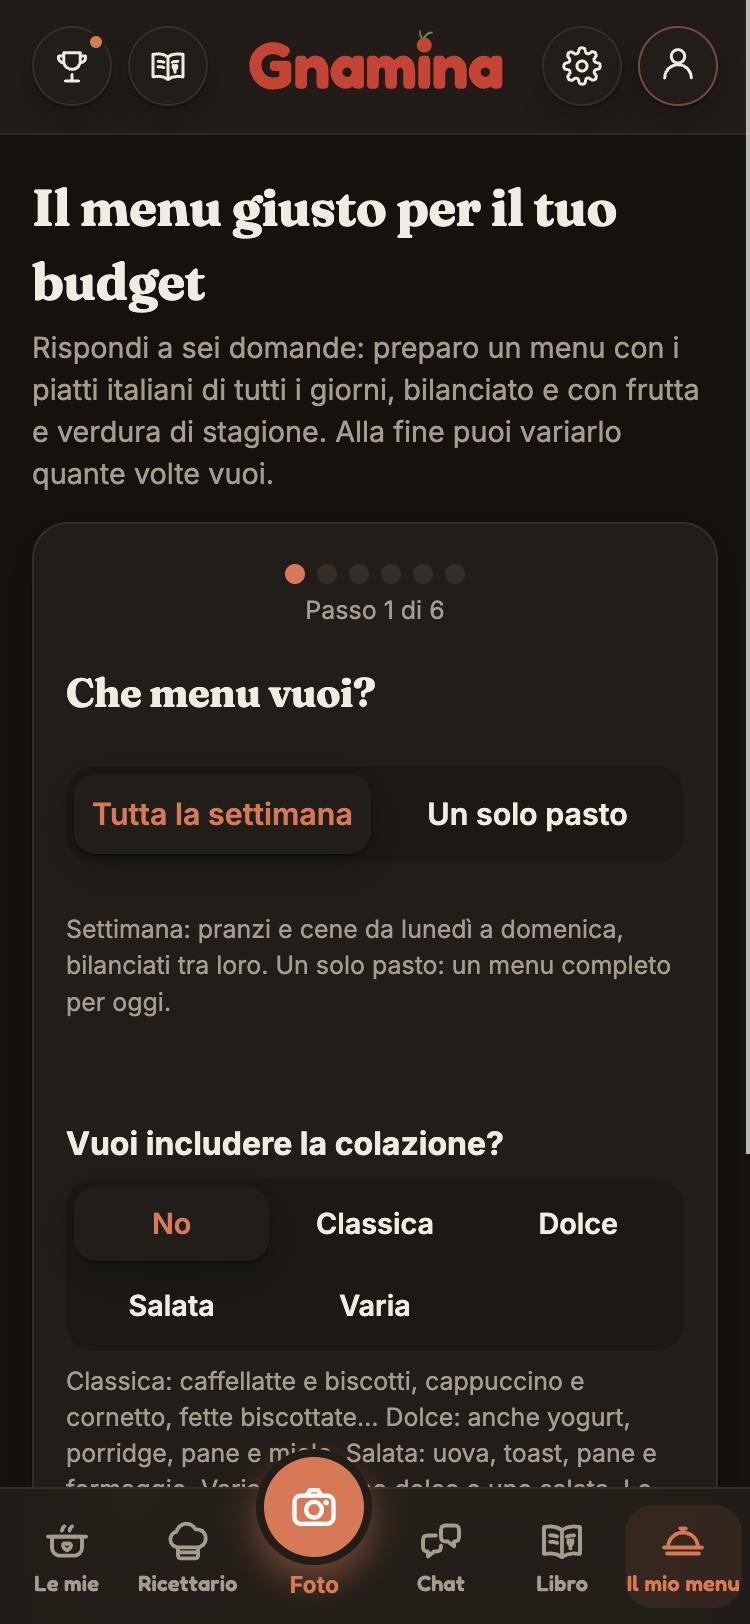 Gnamina
Il menu giusto per il tuo
budget
Rispondi a sei domande: preparo un menu con i
piatti italiani di tutti i giorni, bilanciato e con frutta
e verdura di stagione. Alla fine puoi variarlo
quante volte vuoi.
Passo 1 di 6
Che menu vuoi?
Tutta la settimana
Un solo pasto
Settimana: pranzi e cene da lunedì a domenica,
bilanciati tra loro. Un solo pasto: un menu completo
per oggi.
Vuoi includere la colazione?
No
Classica
Dolce
Salata
Varia
Classica: caffellatte e biscotti, cappuccino e
cornetto, fette biscottate... Dolce: anche yogurt,
porridge, pane e Salata: uova, toast, pane e
Le mie
Ricettario
Foto
Chat
Libro
Il mio menu